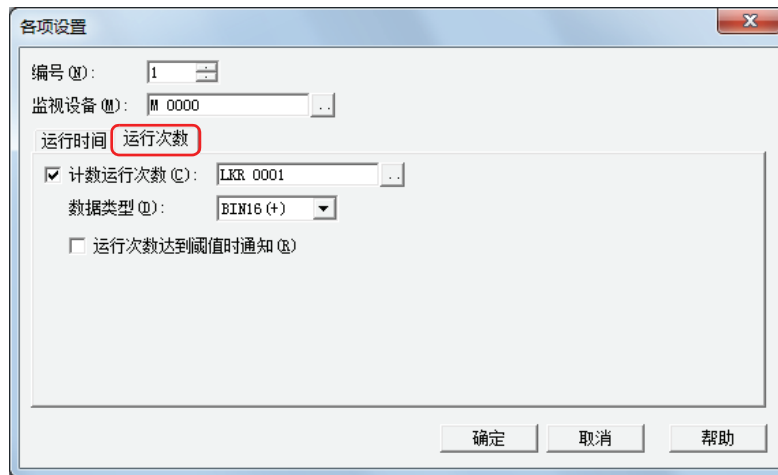 各项设置
编号(N): 1
监视设备(M): M 0000 ..
运行时间 运行次数
计数运行次数(C): LKR 0001 ..
数据类型(D): BIN16(+)
运行次数达到阈值时通知(R)
确定 取消 帮助